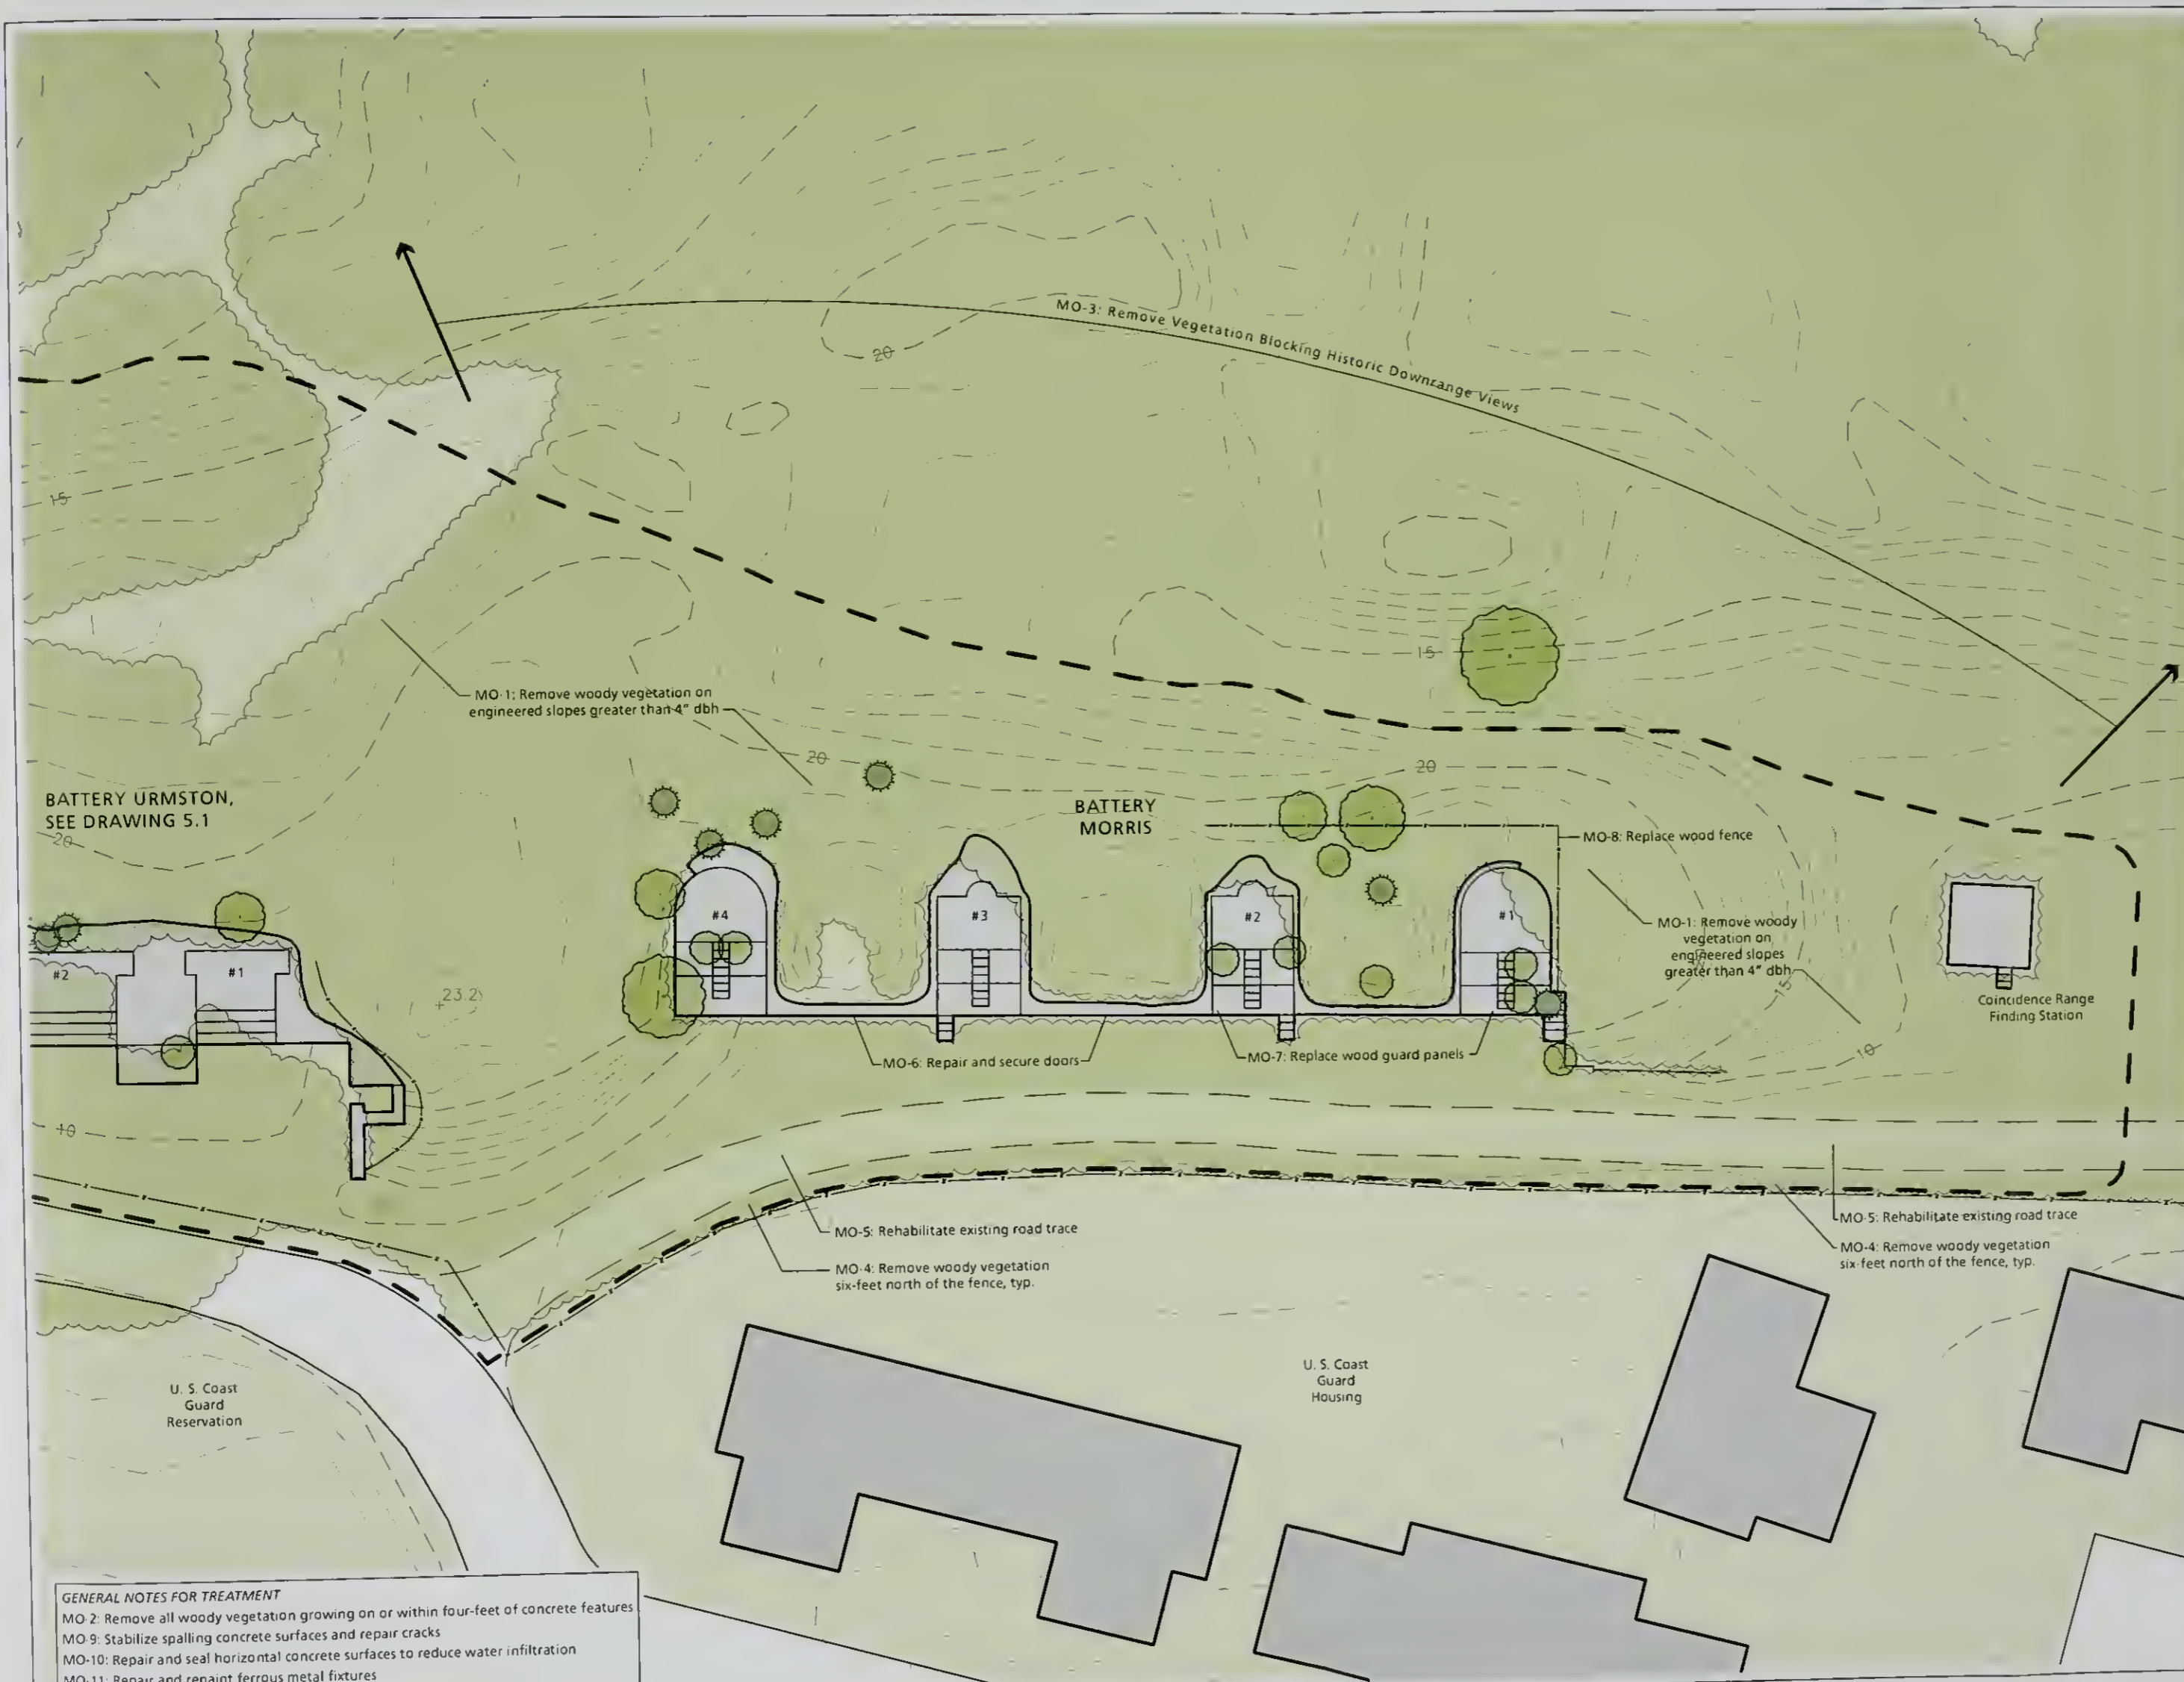 MO-3: Remove Vegetation Blocking Historic Downrange Views
20
15
15
MO-1: Remove woody vegetation on
engineered slopes greater than 4" dbh
20
20
BATTERY URMSTON,
SEE DRAWING 5.1
20
BATTERY
MORRIS
MO-8: Replace wood fence
#4
#3
#2
#1
#2
#1
MO-1: Remove woody
vegetation on
engineered slopes
greater than 4" dbh
+23.2
15
Coincidence Range
Finding Station
MO-6: Repair and secure doors
MO-7: Replace wood guard panels
10
10
MO-5: Rehabilitate existing road trace
MO-4: Remove woody vegetation
six-feet north of the fence, typ.
MO-5: Rehabilitate existing road trace
MO-4: Remove woody vegetation
six-feet north of the fence, typ.
U. S. Coast
Guard
Reservation
U. S. Coast
Guard
Housing
GENERAL NOTES FOR TREATMENT
MO-2: Remove all woody vegetation growing on or within four-feet of concrete features
MO-9: Stabilize spalling concrete surfaces and repair cracks
MO-10: Repair and seal horizontal concrete surfaces to reduce water infiltration
MO-11: Repair and repaint ferrous metal fixtures